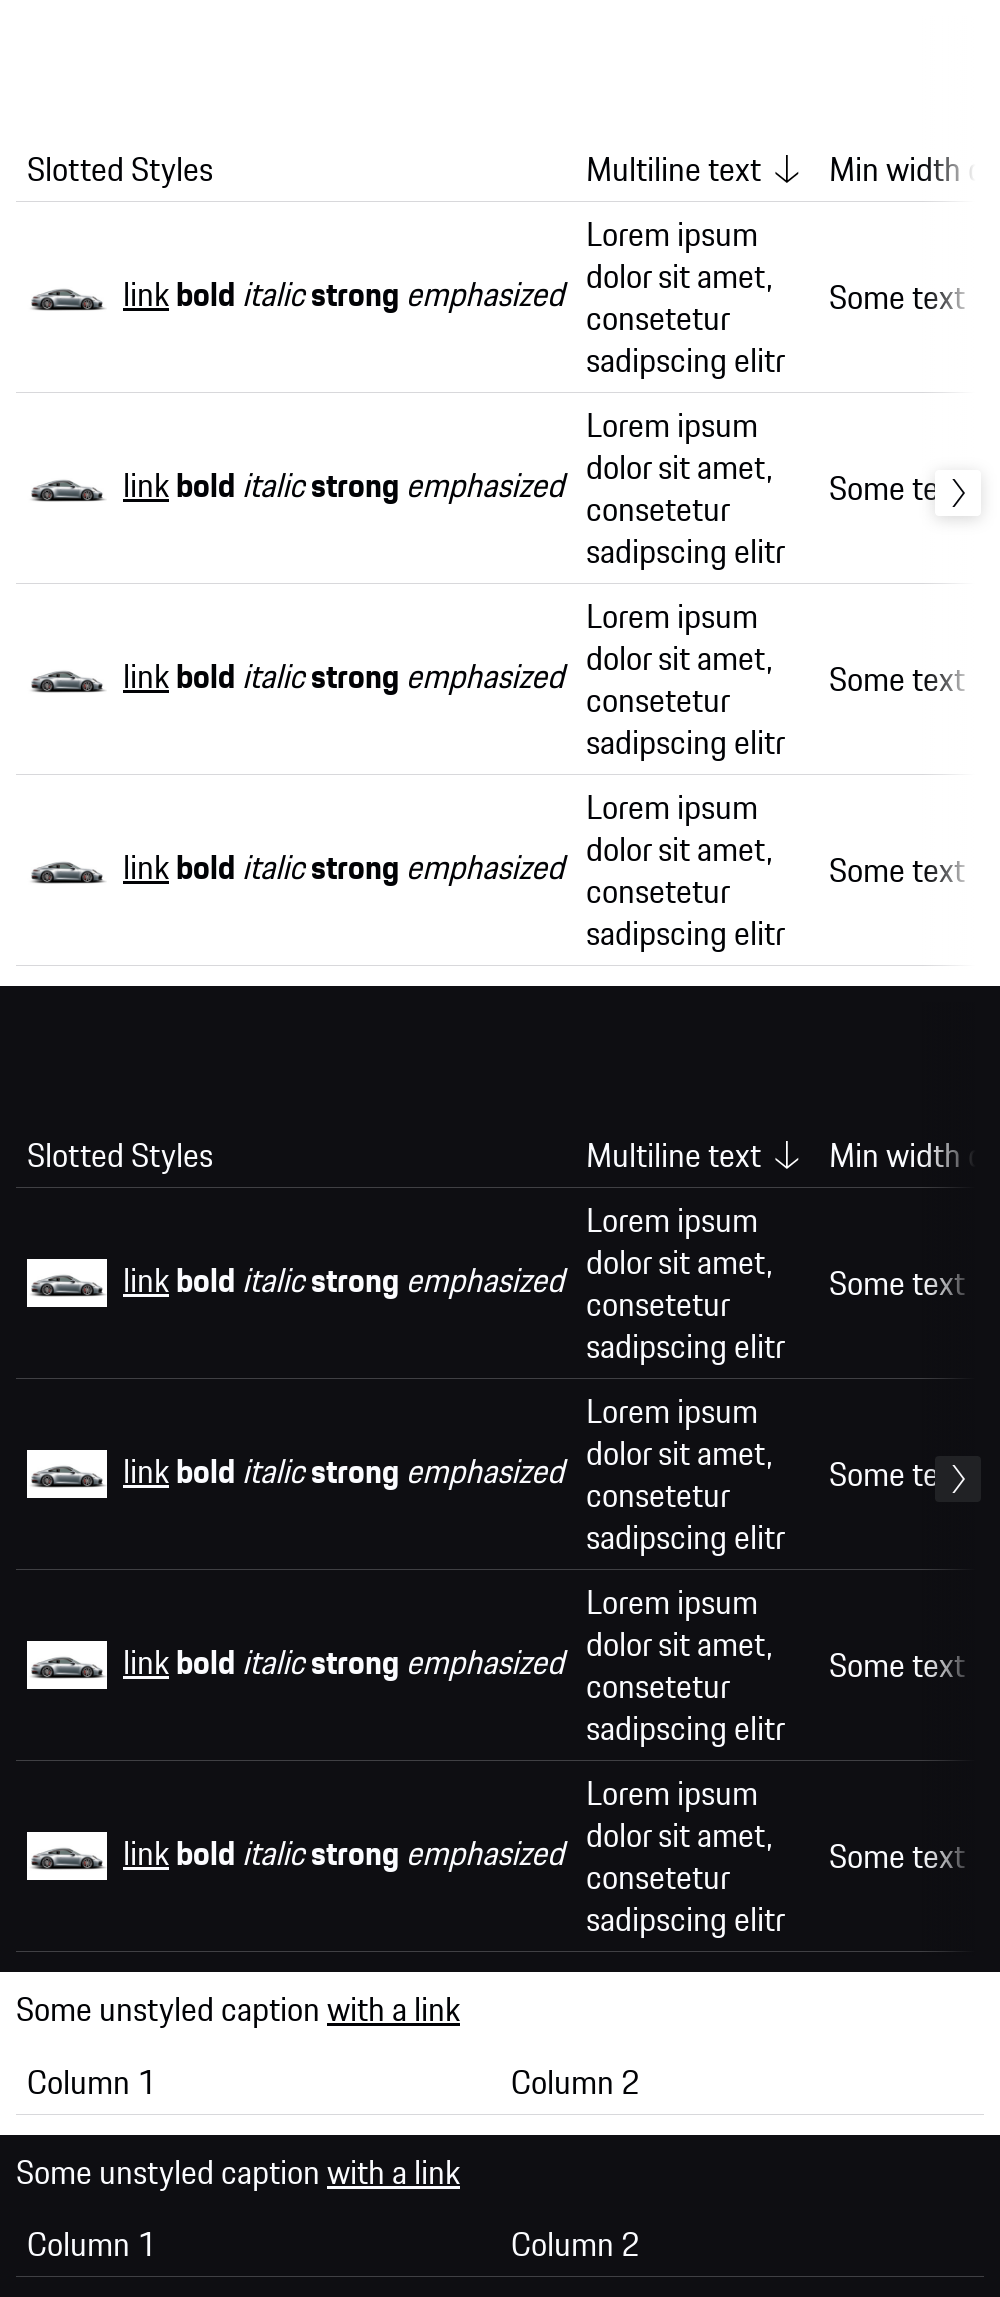 Slotted Styles Multiline text Min width
link bold italic strong emphasized
Lorem ipsum
dolor sit amet,
consetetur
sadipscing elitr
Some text
link bold italic strong emphasized
Lorem ipsum
dolor sit amet,
consetetur
sadipscing elitr
Some
link bold italic strong emphasized
Lorem ipsum
dolor sit amet,
consetetur
sadipscing elitr
Some text
link bold italic strong emphasized
Lorem ipsum
dolor sit amet,
consetetur
sadipscing elitr
Some text
Slotted Styles Multiline text Min width
link bold italic strong emphasized
Lorem ipsum
dolor sit amet,
consetetur
sadipscing elitr
Some text
link bold italic strong emphasized
Lorem ipsum
dolor sit amet,
consetetur
sadipscing elitr
Some
link bold italic strong emphasized
Lorem ipsum
dolor sit amet,
consetetur
sadipscing elitr
Some text
link bold italic strong emphasized
Lorem ipsum
dolor sit amet,
consetetur
sadipscing elitr
Some text
Some unstyled caption with a link
Column 1 Column 2
Some unstyled caption with a link
Column 1 Column 2